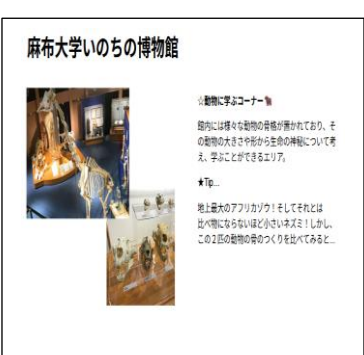 麻布大学いのちの博物館
☆動物に学ぶコーナー🐂
館内には様々な動物の骨格が置かれており、そ
の動物の大きさや形から生命の神秘について考
え、学ぶことができるエリア。
★Tip…
地上最大のアフリカゾウ！そしてそれとは
比べ物にならないほど小さいネズミ！しかし、
この２匹の動物の骨のつくりを比べてみると…